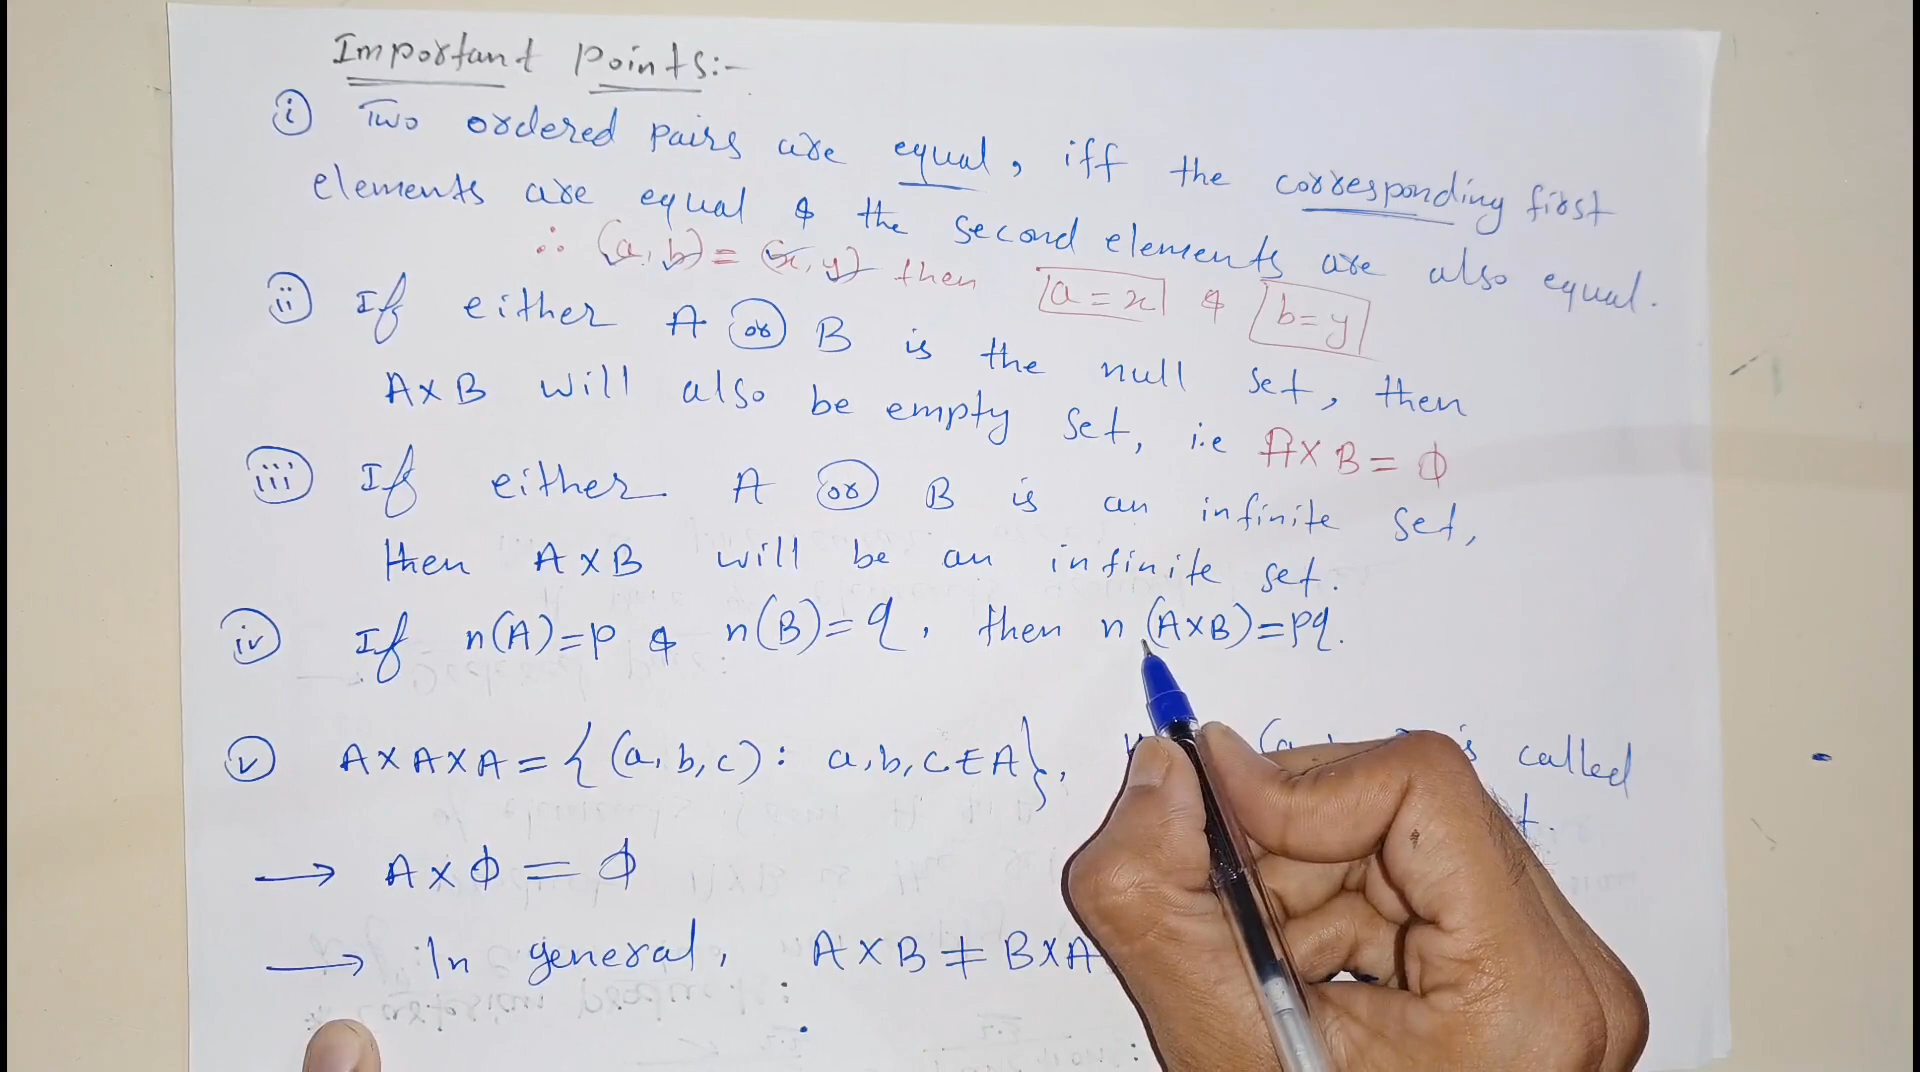 Important Points:-
(i) Two ordered pairs are equal, iff the corresponding first
elements are equal & the second elements are also equal.
∴ (a, b) = (x, y) then a = x & b = y
(ii) If either A or B is the null set, then
A×B will also be empty set, i.e A×B = ϕ
(iii) If either A or B is an infinite set,
then A×B will be an infinite set.
(iv) If n(A)=p & n(B)=q, then n(A×B)=pq.
(v) A×A×A = {(a, b, c) : a, b, c ∈ A}, called
→ A×ϕ = ϕ
→ In general, A×B ≠ B×A